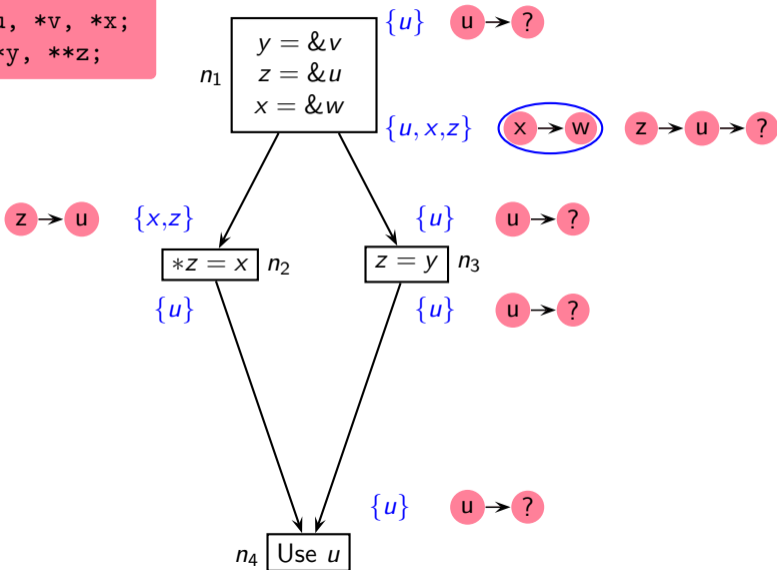 *v, *x;
*y, **z;
{u} u ?
y = &v
n1 z = &u
x = &w
{u, x,z} x w z u ?
z u {x,z} {u} u ?
*z = x n2 z = y n3
{u} {u} u ?
{u} u ?
n4 Use u